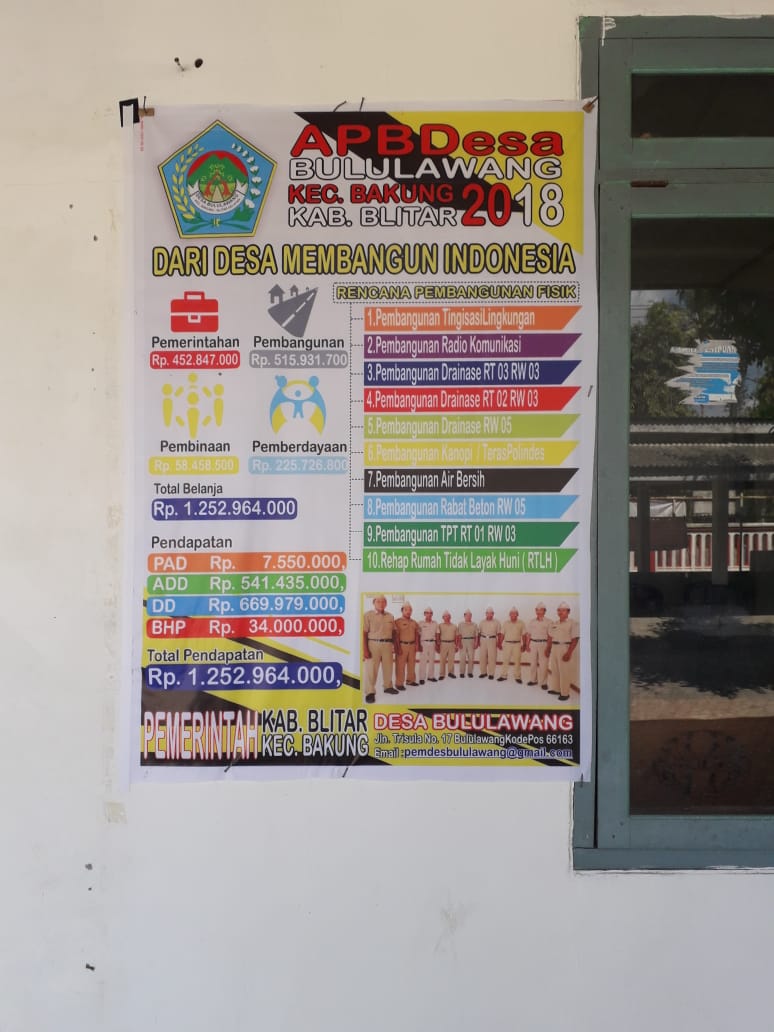 APBDesa
BULULAWANG
KEC. BAKUNG
KAB. BLITAR
2018
DESA BULULAWANG
DARI DESA MEMBANGUN INDONESIA
Pemerintahan
Rp. 452.847.000
Pembangunan
Rp. 515.931.700
Pembinaan
Rp. 58.458.500
Pemberdayaan
Rp. 225.726.800
Total Belanja
Rp. 1.252.964.000
Pendapatan
PAD Rp. 7.550.000,
ADD Rp. 541.435.000,
DD Rp. 669.979.000,
BHP Rp. 34.000.000,
Total Pendapatan
Rp. 1.252.964.000,
RENCANA PEMBANGUNAN FISIK
1.Pembangunan TingisasiLingkungan
2.Pembangunan Radio Komunikasi
3.Pembangunan Drainase RT 03 RW 03
4.Pembangunan Drainase RT 02 RW 03
5.Pembangunan Drainase RW 05
6.Pembangunan Kanopi / TerasPolindes
7.Pembangunan Air Bersih
8.Pembangunan Rabat Beton RW 05
9.Pembangunan TPT RT 01 RW 03
10.Rehap Rumah Tidak Layak Huni ( RTLH )
PEMERINTAH
KAB. BLITAR
KEC. BAKUNG
DESA BULULAWANG
Jln. Trisula No. 17 BululawangKodePos 66163
Email :pemdesbululawang@gmail.com